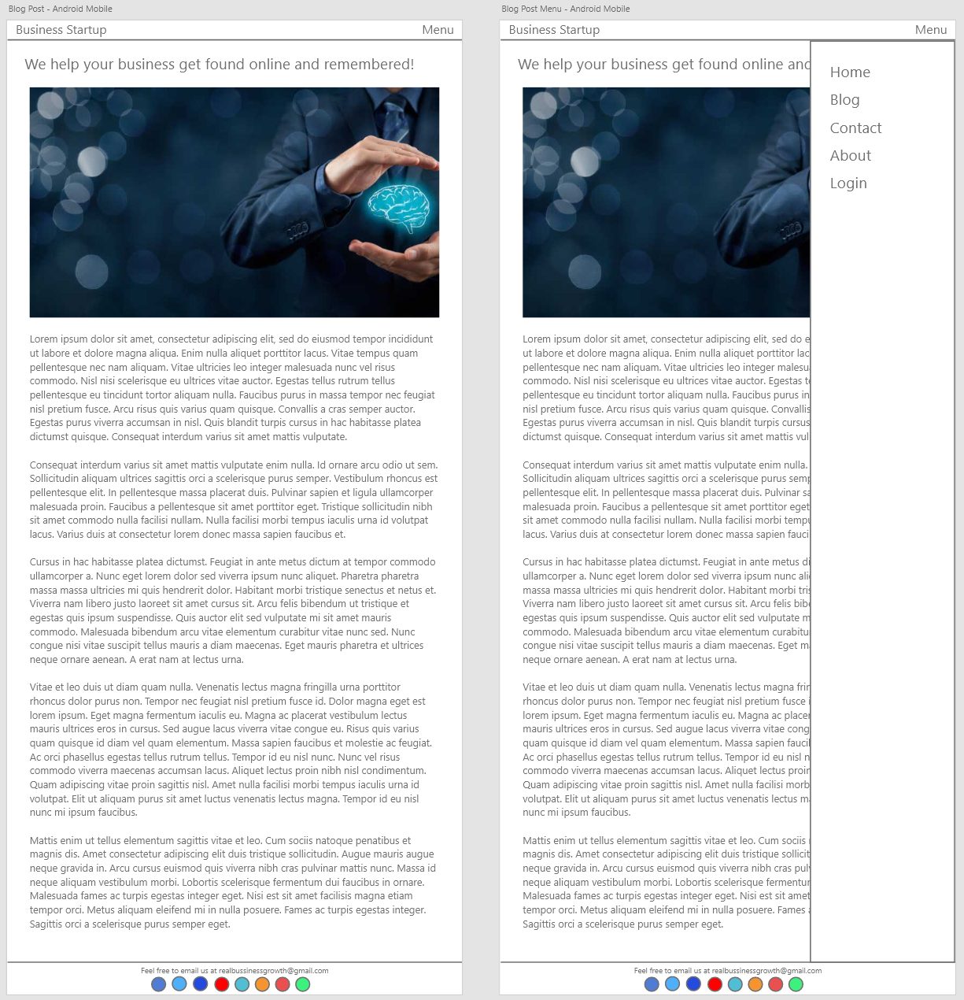 Blog Post - Android Mobile
Business Startup
Menu
We help your business get found online and remembered!
Lorem ipsum dolor sit amet, consectetur adipiscing elit, sed do eiusmod tempor incididunt
ut labore et dolore magna aliqua. Enim nulla aliquet porttitor lacus. Vitae tempus quam
pellentesque nec nam aliquam. Vitae ultricies leo integer malesuada nunc vel risus
commodo. Nisl nisi scelerisque eu ultrices vitae auctor. Egestas tellus rutrum tellus
pellentesque eu tincidunt tortor aliquam nulla. Faucibus purus in massa tempor nec feugiat
nisl pretium fusce. Arcu risus quis varius quam quisque. Convallis a cras semper auctor.
Egestas purus viverra accumsan in nisl. Quis blandit turpis cursus in hac habitasse platea
dictumst quisque. Consequat interdum varius sit amet mattis vulputate.
Consequat interdum varius sit amet mattis vulputate enim nulla. Id ornare arcu odio ut sem.
Sollicitudin aliquam ultrices sagittis orci a scelerisque purus semper. Vestibulum rhoncus est
pellentesque elit. In pellentesque massa placerat duis. Pulvinar sapien et ligula ullamcorper
malesuada proin. Faucibus a pellentesque sit amet porttitor eget. Tristique sollicitudin nibh
sit amet commodo nulla facilisi nullam. Nulla facilisi morbi tempus iaculis urna id volutpat
lacus. Varius duis at consectetur lorem donec massa sapien faucibus et.
Cursus in hac habitasse platea dictumst. Feugiat in ante metus dictum at tempor commodo
ullamcorper a. Nunc eget lorem dolor sed viverra ipsum nunc aliquet. Pharetra pharetra
massa massa ultricies mi quis hendrerit dolor. Habitant morbi tristique senectus et netus et.
Viverra nam libero justo laoreet sit amet cursus sit. Arcu felis bibendum ut tristique et
egestas quis ipsum suspendisse. Quis auctor elit sed vulputate mi sit amet mauris
commodo. Malesuada bibendum arcu vitae elementum curabitur vitae nunc sed. Nunc
congue nisi vitae suscipit tellus mauris a diam maecenas. Eget mauris pharetra et ultrices
neque ornare aenean. A erat nam at lectus urna.
Vitae et leo duis ut diam quam nulla. Venenatis lectus magna fringilla urna porttitor
rhoncus dolor purus non. Tempor nec feugiat nisl pretium fusce id. Dolor magna eget est
lorem ipsum. Eget magna fermentum iaculis eu. Magna ac placerat vestibulum lectus
mauris ultrices eros in cursus. Sed augue lacus viverra vitae congue eu. Risus quis varius
quam quisque id diam vel quam elementum. Massa sapien faucibus et molestie ac feugiat.
Ac orci phasellus egestas tellus rutrum tellus. Tempor id eu nisl nunc. Nunc vel risus
commodo viverra maecenas accumsan lacus. Aliquet lectus proin nibh nisl condimentum.
Quam adipiscing vitae proin sagittis nisl. Amet nulla facilisi morbi tempus iaculis urna id
volutpat. Elit ut aliquam purus sit amet luctus venenatis lectus magna. Tempor id eu nisl
nunc mi ipsum faucibus.
Mattis enim ut tellus elementum sagittis vitae et leo. Cum sociis natoque penatibus et
magnis dis. Amet consectetur adipiscing elit duis tristique sollicitudin. Augue mauris augue
neque gravida in. Arcu cursus euismod quis viverra nibh cras pulvinar mattis nunc. Massa id
neque aliquam vestibulum morbi. Lobortis scelerisque fermentum dui faucibus in ornare.
Malesuada fames ac turpis egestas integer eget. Nisi est sit amet facilisis magna etiam
tempor orci. Metus aliquam eleifend mi in nulla posuere. Fames ac turpis egestas integer.
Sagittis orci a scelerisque purus semper eget.
Feel free to email us at realbussinessgrowth@gmail.com
Blog Post Menu - Android Mobile
Business Startup
Menu
We help your business get found online and
Home
Blog
Contact
About
Login
Lorem ipsum dolor sit amet, consectetur adipiscing elit, sed do e
ut labore et dolore magna aliqua. Enim nulla aliquet porttitor lac
pellentesque nec nam aliquam. Vitae ultricies leo integer malesu
commodo. Nisl nisi scelerisque eu ultrices vitae auctor. Egestas te
pellentesque eu tincidunt tortor aliquam nulla. Faucibus purus in
nisl pretium fusce. Arcu risus quis varius quam quisque. Convallis
Egestas purus viverra accumsan in nisl. Quis blandit turpis cursus
dictumst quisque. Consequat interdum varius sit amet mattis vul
Consequat interdum varius sit amet mattis vulputate enim nulla.
Sollicitudin aliquam ultrices sagittis orci a scelerisque purus semp
pellentesque elit. In pellentesque massa placerat duis. Pulvinar sa
malesuada proin. Faucibus a pellentesque sit amet porttitor eget
sit amet commodo nulla facilisi nullam. Nulla facilisi morbi tempu
lacus. Varius duis at consectetur lorem donec massa sapien fauci
Cursus in hac habitasse platea dictumst. Feugiat in ante metus di
ullamcorper a. Nunc eget lorem dolor sed viverra ipsum nunc ali
massa massa ultricies mi quis hendrerit dolor. Habitant morbi tris
Viverra nam libero justo laoreet sit amet cursus sit. Arcu felis bibe
egestas quis ipsum suspendisse. Quis auctor elit sed vulputate m
commodo. Malesuada bibendum arcu vitae elementum curabitur
congue nisi vitae suscipit tellus mauris a diam maecenas. Eget m
neque ornare aenean. A erat nam at lectus urna.
Vitae et leo duis ut diam quam nulla. Venenatis lectus magna frin
rhoncus dolor purus non. Tempor nec feugiat nisl pretium fusce i
lorem ipsum. Eget magna fermentum iaculis eu. Magna ac placer
mauris ultrices eros in cursus. Sed augue lacus viverra vitae cong
quam quisque id diam vel quam elementum. Massa sapien faucil
Ac orci phasellus egestas tellus rutrum tellus. Tempor id eu nisl n
commodo viverra maecenas accumsan lacus. Aliquet lectus proin
Quam adipiscing vitae proin sagittis nisl. Amet nulla facilisi morb
volutpat. Elit ut aliquam purus sit amet luctus venenatis lectus m
nunc mi ipsum faucibus.
Mattis enim ut tellus elementum sagittis vitae et leo. Cum sociis
magnis dis. Amet consectetur adipiscing elit duis tristique sollicit
neque gravida in. Arcu cursus euismod quis viverra nibh cras pul
neque aliquam vestibulum morbi. Lobortis scelerisque fermentur
Malesuada fames ac turpis egestas integer eget. Nisi est sit amet
tempor orci. Metus aliquam eleifend mi in nulla posuere. Fames a
Sagittis orci a scelerisque purus semper eget.
Feel free to email us at realbussinessgrowth@gmail.com